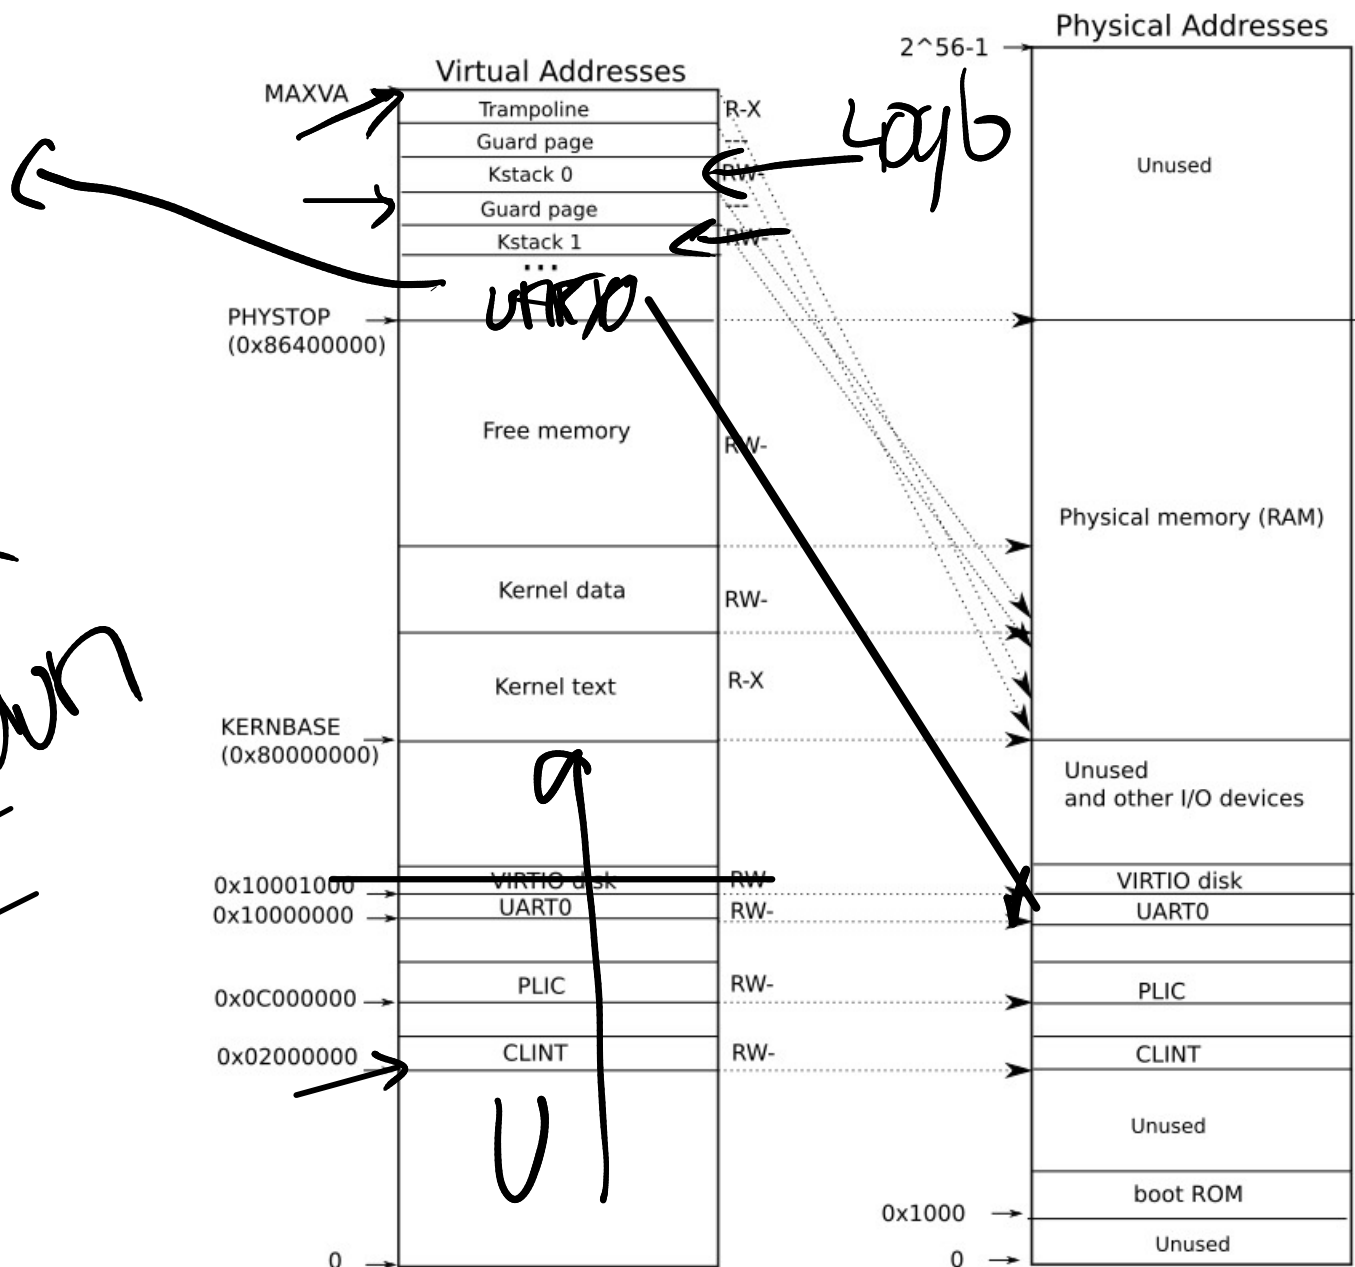 Physical Addresses
2^56-1
Virtual Addresses
MAXVA
Trampoline
R-X
Guard page
---
4096
Unused
Kstack 0
RW-
Guard page
---
Kstack 1
RW-
...
UART0
PHYSTOP
(0x86400000)
Free memory
RW-
Physical memory (RAM)
Kernel data
RW-
Kernel text
R-X
KERNBASE
(0x80000000)
Unused
and other I/O devices
0x10001000
VIRTIO disk
RW-
VIRTIO disk
0x10000000
UART0
RW-
UART0
0x0C000000
PLIC
RW-
PLIC
0x02000000
CLINT
RW-
CLINT
U
Unused
boot ROM
0x1000
Unused
0
0